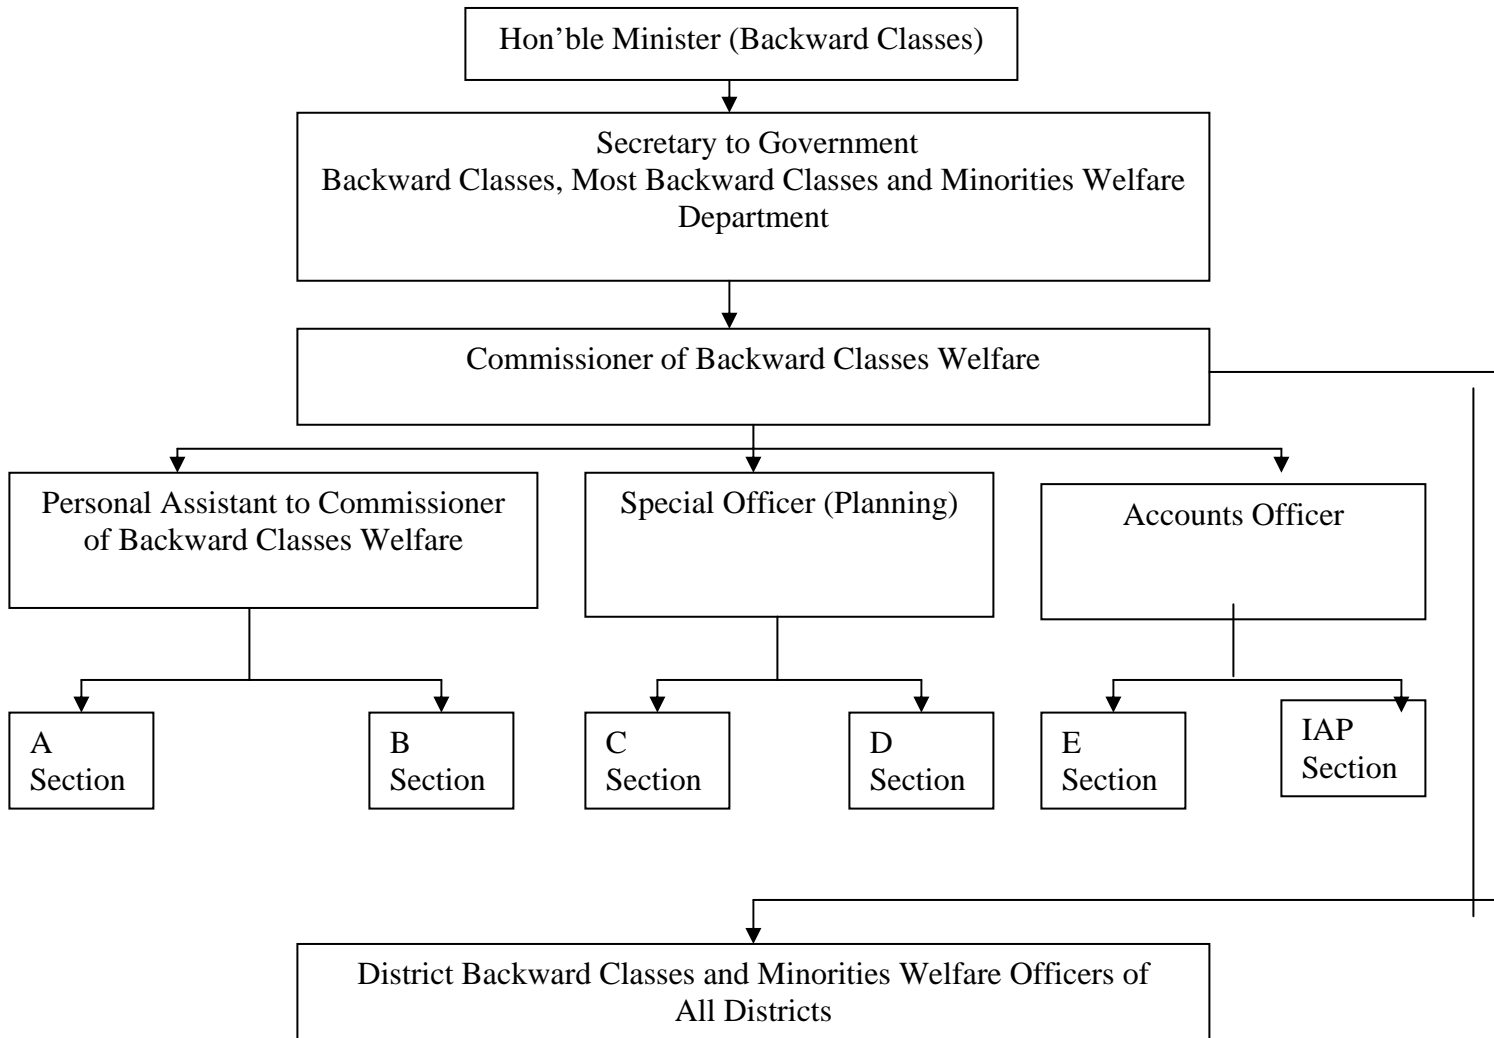 Hon’ble Minister (Backward Classes)
Secretary to Government
Backward Classes, Most Backward Classes and Minorities Welfare
Department
Commissioner of Backward Classes Welfare
Personal Assistant to Commissioner
of Backward Classes Welfare
Special Officer (Planning)
Accounts Officer
A
Section
B
Section
C
Section
D
Section
E
Section
IAP
Section
District Backward Classes and Minorities Welfare Officers of
All Districts